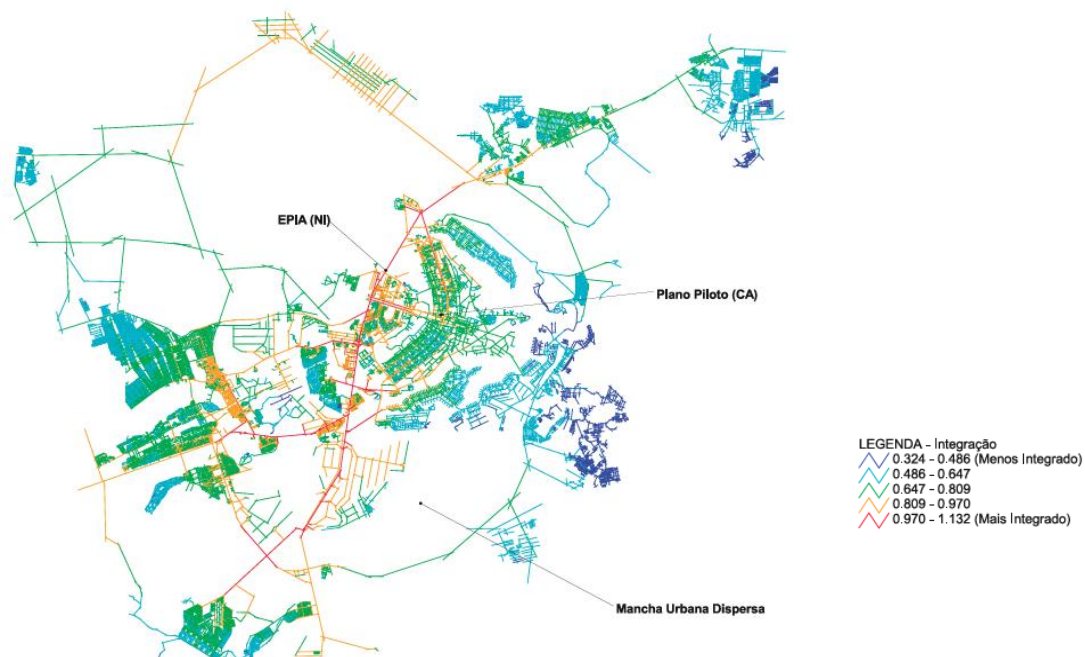 EPIA (NI)
Plano Piloto (CA)
LEGENDA - Integração
0.324 - 0.486 (Menos Integrado)
0.486 - 0.647
0.647 - 0.809
0.809 - 0.970
0.970 - 1.132 (Mais Integrado)
Mancha Urbana Dispersa